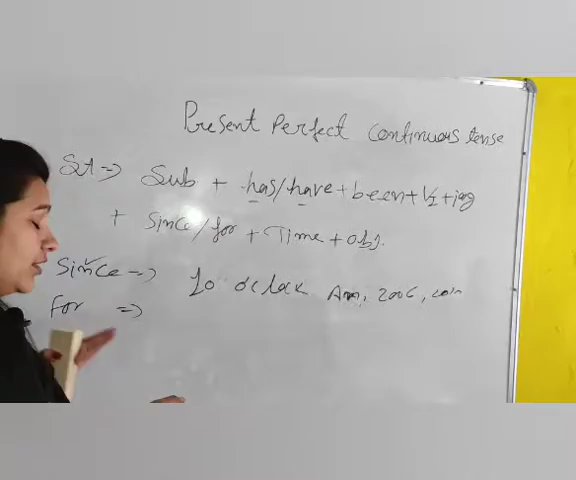 Present Perfect Continuous tense
St => Sub + has/have + been + V1 + ing
+ Since/for + Time + obj.
Since => 10 o'clock Am, 2006,
For =>